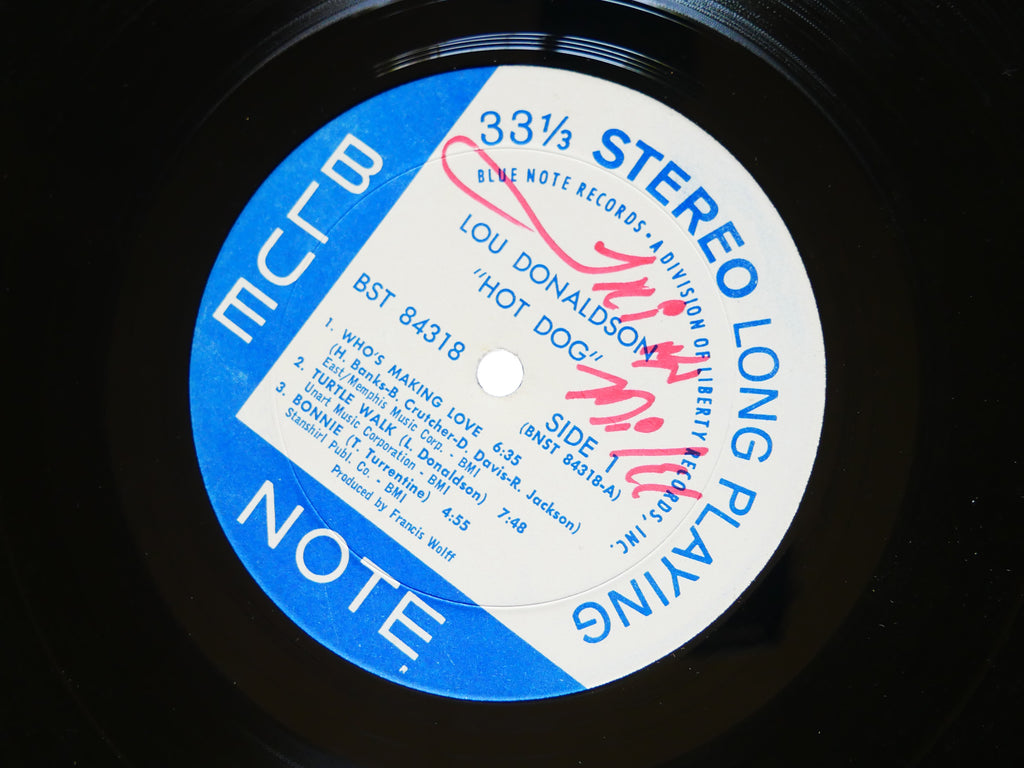 33⅓ STEREO LONG PLAYING
BLUE NOTE RECORDS • A DIVISION OF LIBERTY RECORDS, INC.
LOU DONALDSON
"HOT DOG"
BST 84318
SIDE 1
(BNST 84318-A)
1. WHO'S MAKING LOVE 6:35
(H. Banks-B. Crutcher-D. Davis-R. Jackson)
East/Memphis Music Corp. - BMI
2. TURTLE WALK (L. Donaldson) 7:48
Unart Music Corporation - BMI
3. BONNIE (T. Turrentine) 4:55
Stanshirl Publ. Co. - BMI
Produced by Francis Wolff
BLUE
NOTE